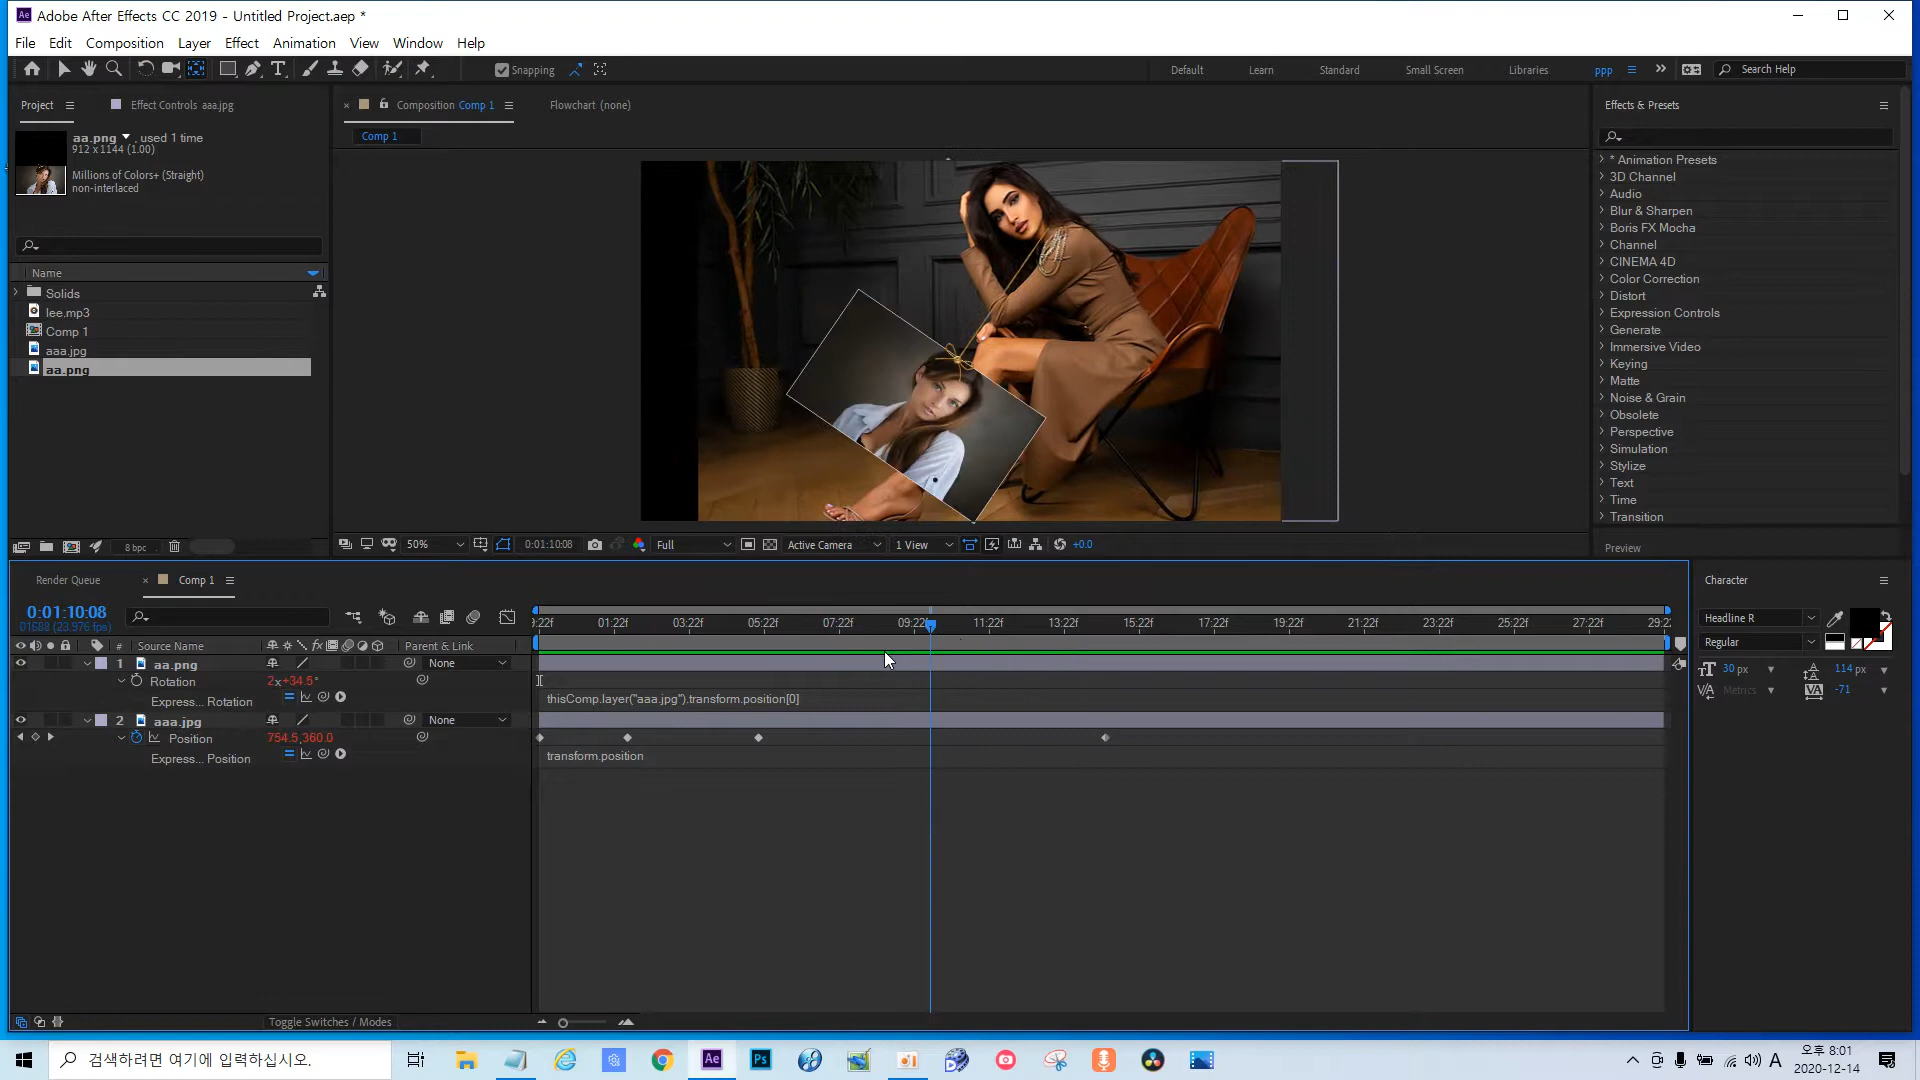 Adobe After Effects CC 2019 - Untitled Project.aep *
File Edit Composition Layer Effect Animation View Window Help
Snapping Default Learn Standard Small Screen Libraries ppp Search Help
Project Effect Controls aaa.jpg
Composition Comp 1 Flowchart (none)
Effects & Presets
Comp 1
aa.png , used 1 time
912 x 1144 (1.00)
Millions of Colors+ (Straight)
non-interlaced
Name
Solids
lee.mp3
Comp 1
aaa.jpg
aa.png
8 bpc
50% 0:01:10:08 Full Active Camera 1 View +0.0
* Animation Presets
3D Channel
Audio
Blur & Sharpen
Boris FX Mocha
Channel
CINEMA 4D
Color Correction
Distort
Expression Controls
Generate
Immersive Video
Keying
Matte
Noise & Grain
Obsolete
Perspective
Simulation
Stylize
Text
Time
Transition
Preview
Render Queue Comp 1
0:01:10:08
01688 (23.976 fps)
01:22f 03:22f 05:22f 07:22f 09:22f 11:22f 13:22f 15:22f 17:22f 19:22f 21:22f 23:22f 25:22f 27:22f
# Source Name Parent & Link
1 aa.png None
Rotation 2x+34.5°
Express... Rotation thisComp.layer("aaa.jpg").transform.position[0]
2 aaa.jpg None
Position 754.5,360.0
Express... Position transform.position
Toggle Switches / Modes
Character
Headline R
Regular
30 px 114 px
Metrics -71
검색하려면 여기에 입력하십시오.
Ae Ps A
오후 8:01
2020-12-14